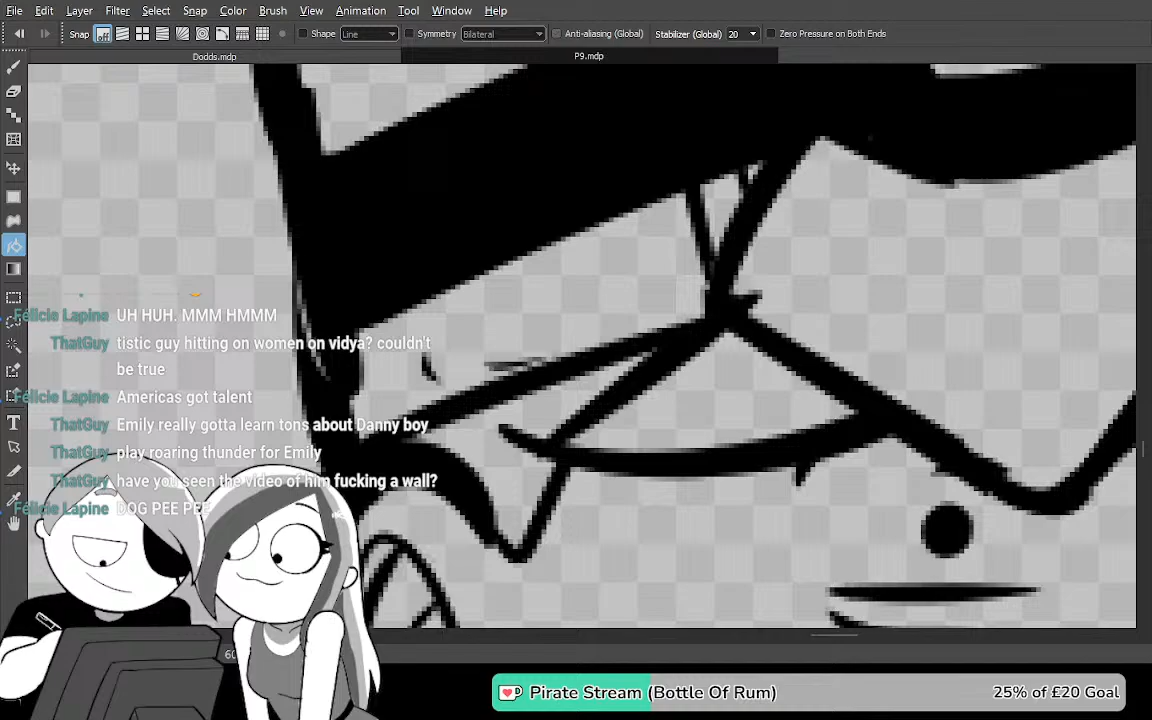 File Edit Layer Filter Select Snap Color Brush View Animation Tool Window Help
Snap off Shape Line Symmetry Bilateral Anti-aliasing (Global) Stabilizer (Global) 20 Zero Pressure on Both Ends
Dodds.mdp P9.mdp
Félicie Lapine UH HUH. MMM HMMM
ThatGuy tistic guy hitting on women on vidya? couldn't
be true
Félicie Lapine Americas got talent
ThatGuy Emily really gotta learn tons about Danny boy
ThatGuy play roaring thunder for Emily
ThatGuy have you seen the video of him fucking a wall?
Félicie Lapine DOG PEE PEE
Pirate Stream (Bottle Of Rum) 25% of £20 Goal